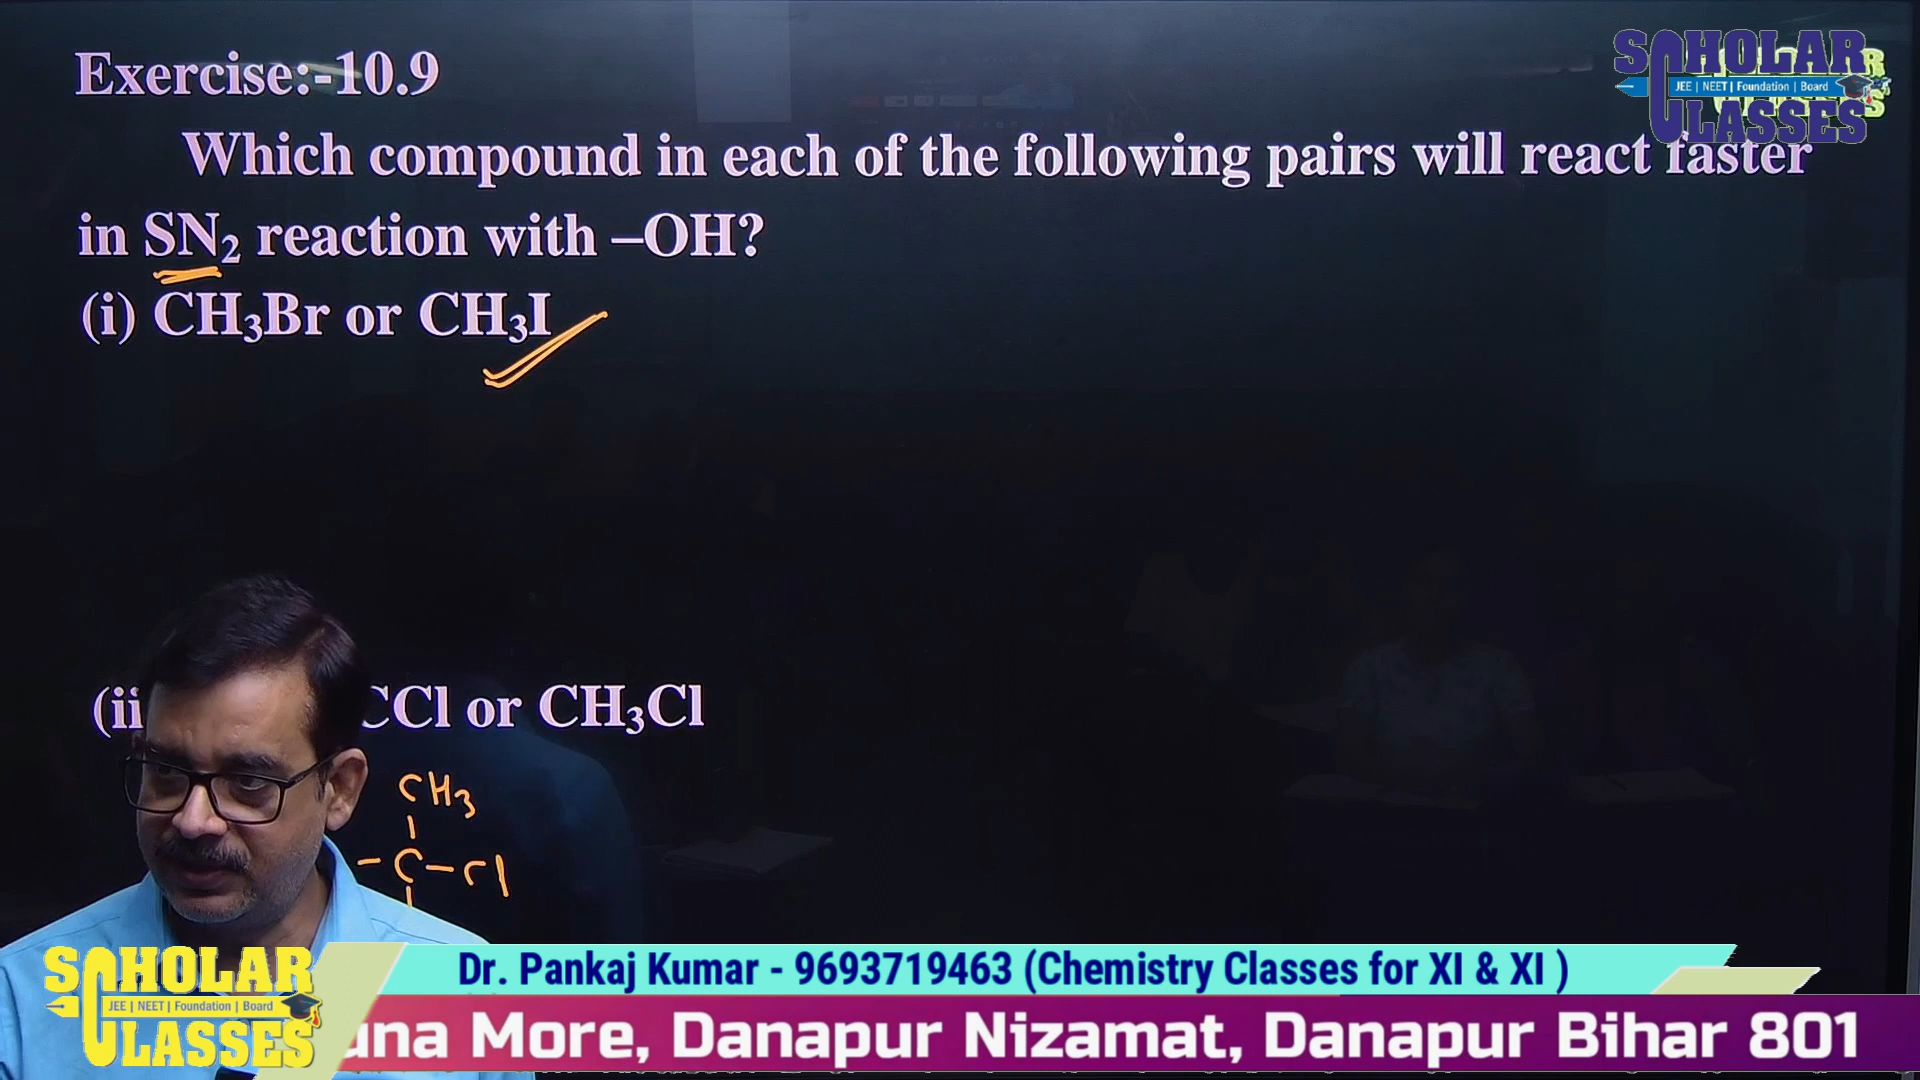 Exercise:-10.9
SCHOLAR
JEE | NEET | Foundation | Board
CLASSES
Which compound in each of the following pairs will react faster
in SN₂ reaction with –OH?
(i) CH₃Br or CH₃I
(ii CCl or CH₃Cl
CH₃
– C – Cl
SCHOLAR
JEE | NEET | Foundation | Board
CLASSES
Dr. Pankaj Kumar - 9693719463 (Chemistry Classes for XI & XI )
una More, Danapur Nizamat, Danapur Bihar 801